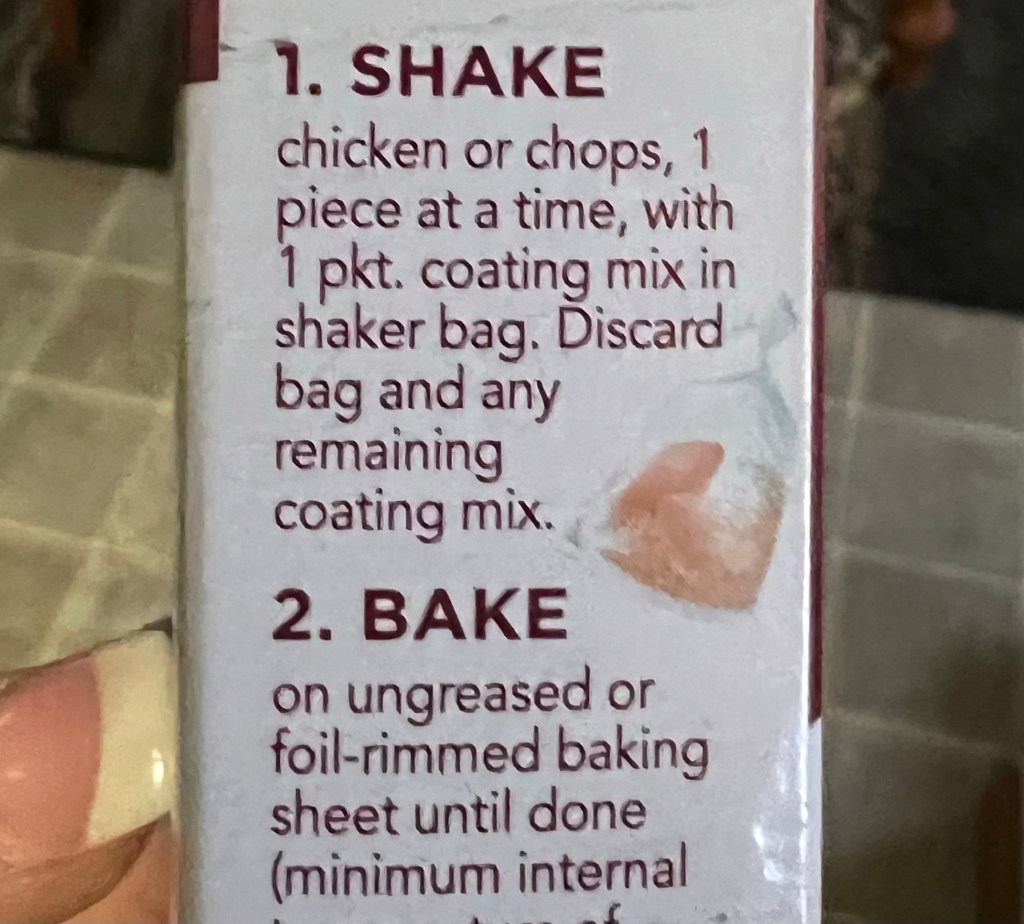 1. SHAKE
chicken or chops, 1
piece at a time, with
1 pkt. coating mix in
shaker bag. Discard
bag and any
remaining
coating mix.
2. BAKE
on ungreased or
foil-rimmed baking
sheet until done
(minimum internal